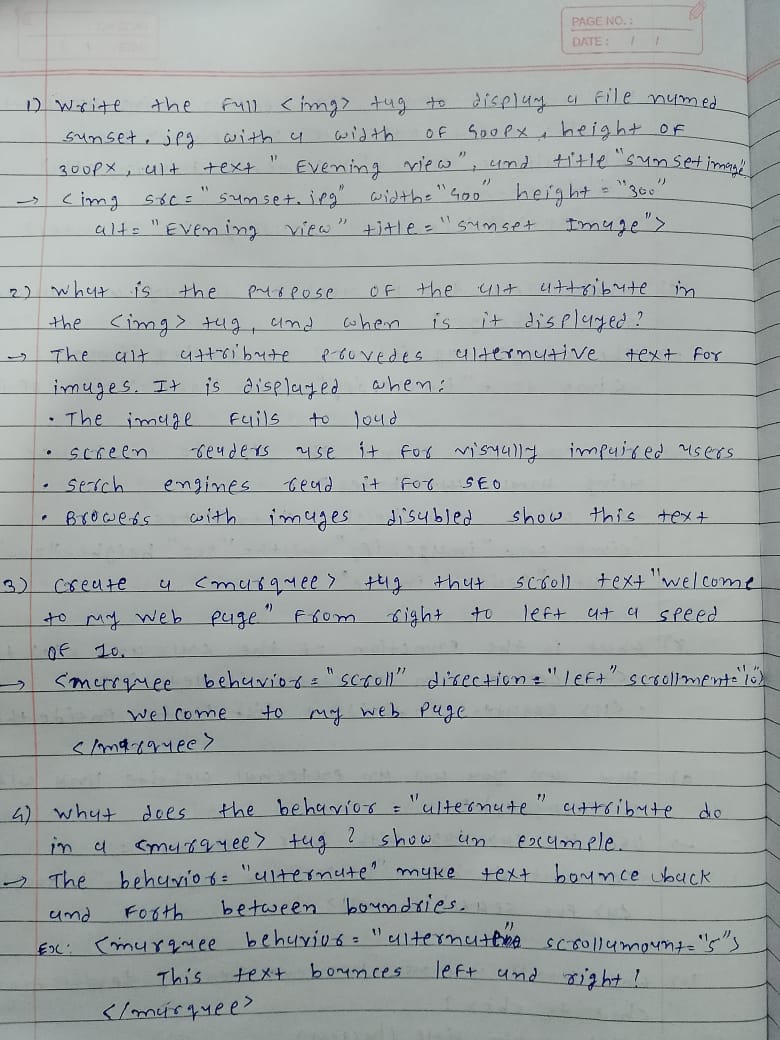 PAGE NO.:
DATE: / /
1) Write the full <img> tag to display a file named
sunset.jpg with a width of 400px, height of
300px, alt text "Evening view", and title "sunset image"
→ <img src="sunset.jpg" width="400" height="300"
alt="Evening view" title="sunset Image">
2) what is the purpose of the alt attribute in
the <img> tag, and when is it displayed?
→ The alt attribute provedes alternative text for
images. It is displayed when:
• The image fails to load
• screen readers use it for visually impaired users
• serch engines read it for SEO
• Browers with images disabled show this text
3) create a <marquee> tag that scroll text "welcome
to my web page" from right to left at a speed
of 10.
→ <marquee behavior="scroll" direction="left" scrollment="10">
welcome to my web page
</marquee>
4) what does the behavior="alternate" attribute do
in a <marquee> tag? show an example.
→ The behavior="alternate" make text bounce back
and forth between boundries.
Ex: <marquee behavior="alternate" scrollamount="5">
This text bounces left and right!
</marquee>